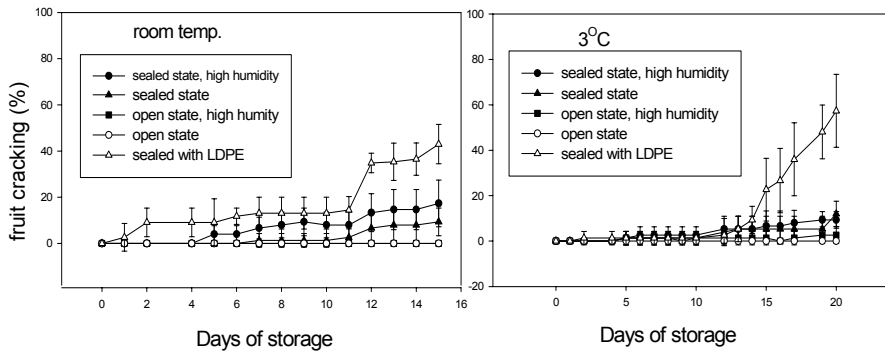 room temp.
sealed state, high humidity
sealed state
open state, high humity
open state
sealed with LDPE
fruit cracking (%)
100
80
60
40
20
0
0 2 4 6 8 10 12 14 16
Days of storage
3°C
sealed state, high humidity
sealed state
open state, high humidity
open state
sealed with LDPE
100
80
60
40
20
0
-20
0 5 10 15 20
Days of storage